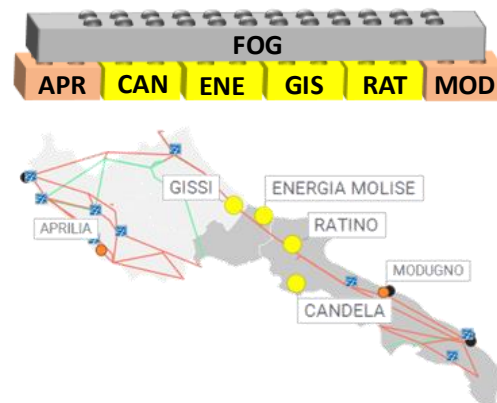 FOG
APR CAN ENE GIS RAT MOD
GISSI
ENERGIA MOLISE
RATINO
APRILIA
MODUGNO
CANDELA